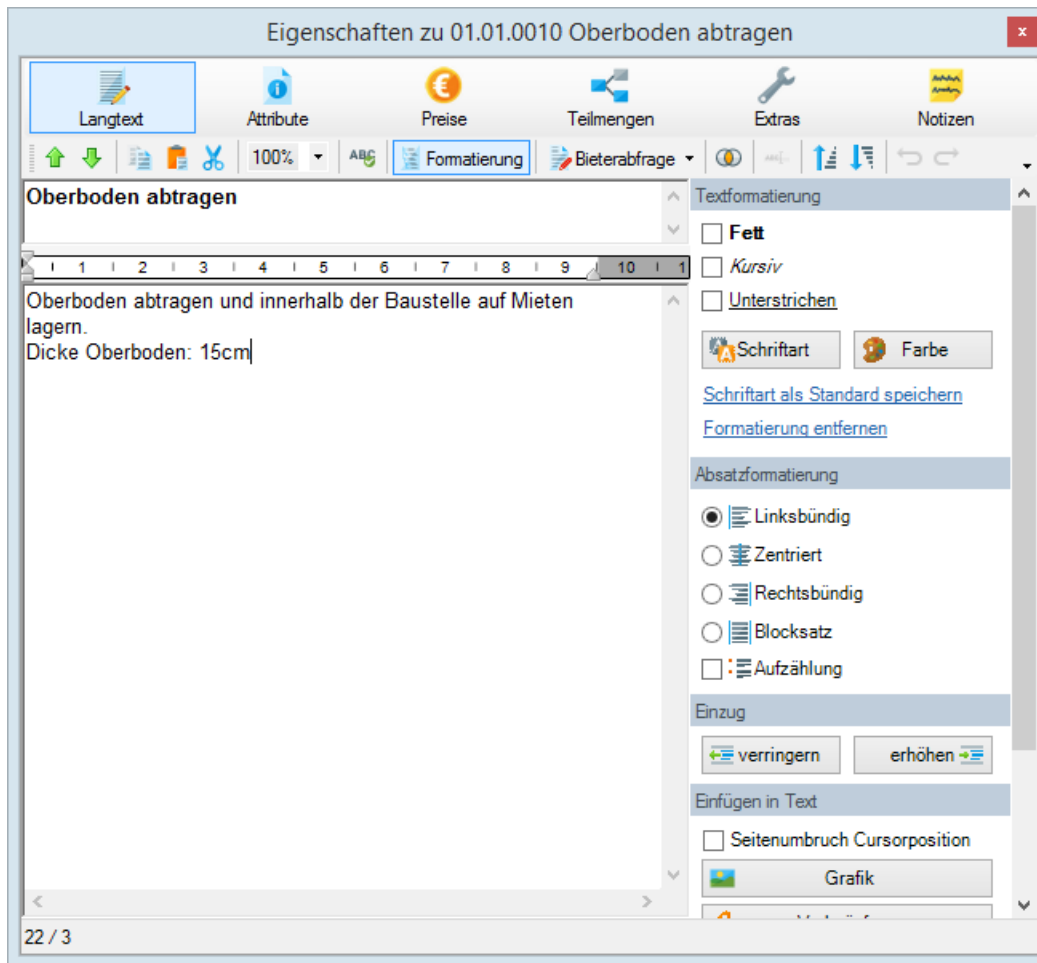 Eigenschaften zu 01.01.0010 Oberboden abtragen
x
Langtext Attribute Preise Teilmengen Extras Notizen
100% ABC Formatierung Bieterabfrage
Oberboden abtragen
1 2 3 4 5 6 7 8 9 10 1
Oberboden abtragen und innerhalb der Baustelle auf Mieten
lagern.
Dicke Oberboden: 15cm
Textformatierung
Fett
Kursiv
Unterstrichen
Schriftart Farbe
Schriftart als Standard speichern
Formatierung entfernen
Absatzformatierung
Linksbündig
Zentriert
Rechtsbündig
Blocksatz
Aufzählung
Einzug
verringern erhöhen
Einfügen in Text
Seitenumbruch Cursorposition
Grafik
22 / 3